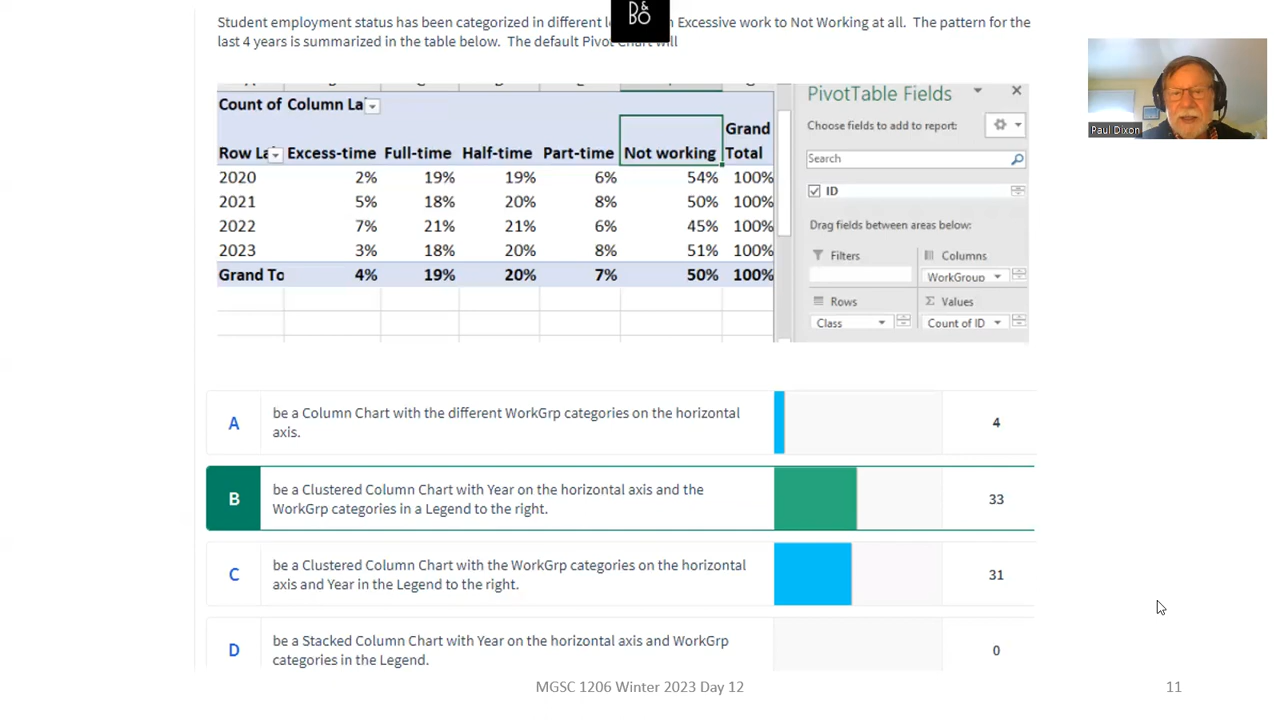 B&O
Student employment status has been categorized in different Excessive work to Not Working at all. The pattern for the
last 4 years is summarized in the table below. The default Pivot Chart will
Count of Column La
Grand
Row La Excess-time Full-time Half-time Part-time Not working Total
2020 2% 19% 19% 6% 54% 100%
2021 5% 18% 20% 8% 50% 100%
2022 7% 21% 21% 6% 45% 100%
2023 3% 18% 20% 8% 51% 100%
Grand To 4% 19% 20% 7% 50% 100%
PivotTable Fields
Choose fields to add to report:
Search
ID
Drag fields between areas below:
Filters Columns
WorkGroup
Rows Σ Values
Class Count of ID
Paul Dixon
A be a Column Chart with the different WorkGrp categories on the horizontal
axis. 4
B be a Clustered Column Chart with Year on the horizontal axis and the
WorkGrp categories in a Legend to the right. 33
C be a Clustered Column Chart with the WorkGrp categories on the horizontal
axis and Year in the Legend to the right. 31
D be a Stacked Column Chart with Year on the horizontal axis and WorkGrp
categories in the Legend. 0
MGSC 1206 Winter 2023 Day 12
11